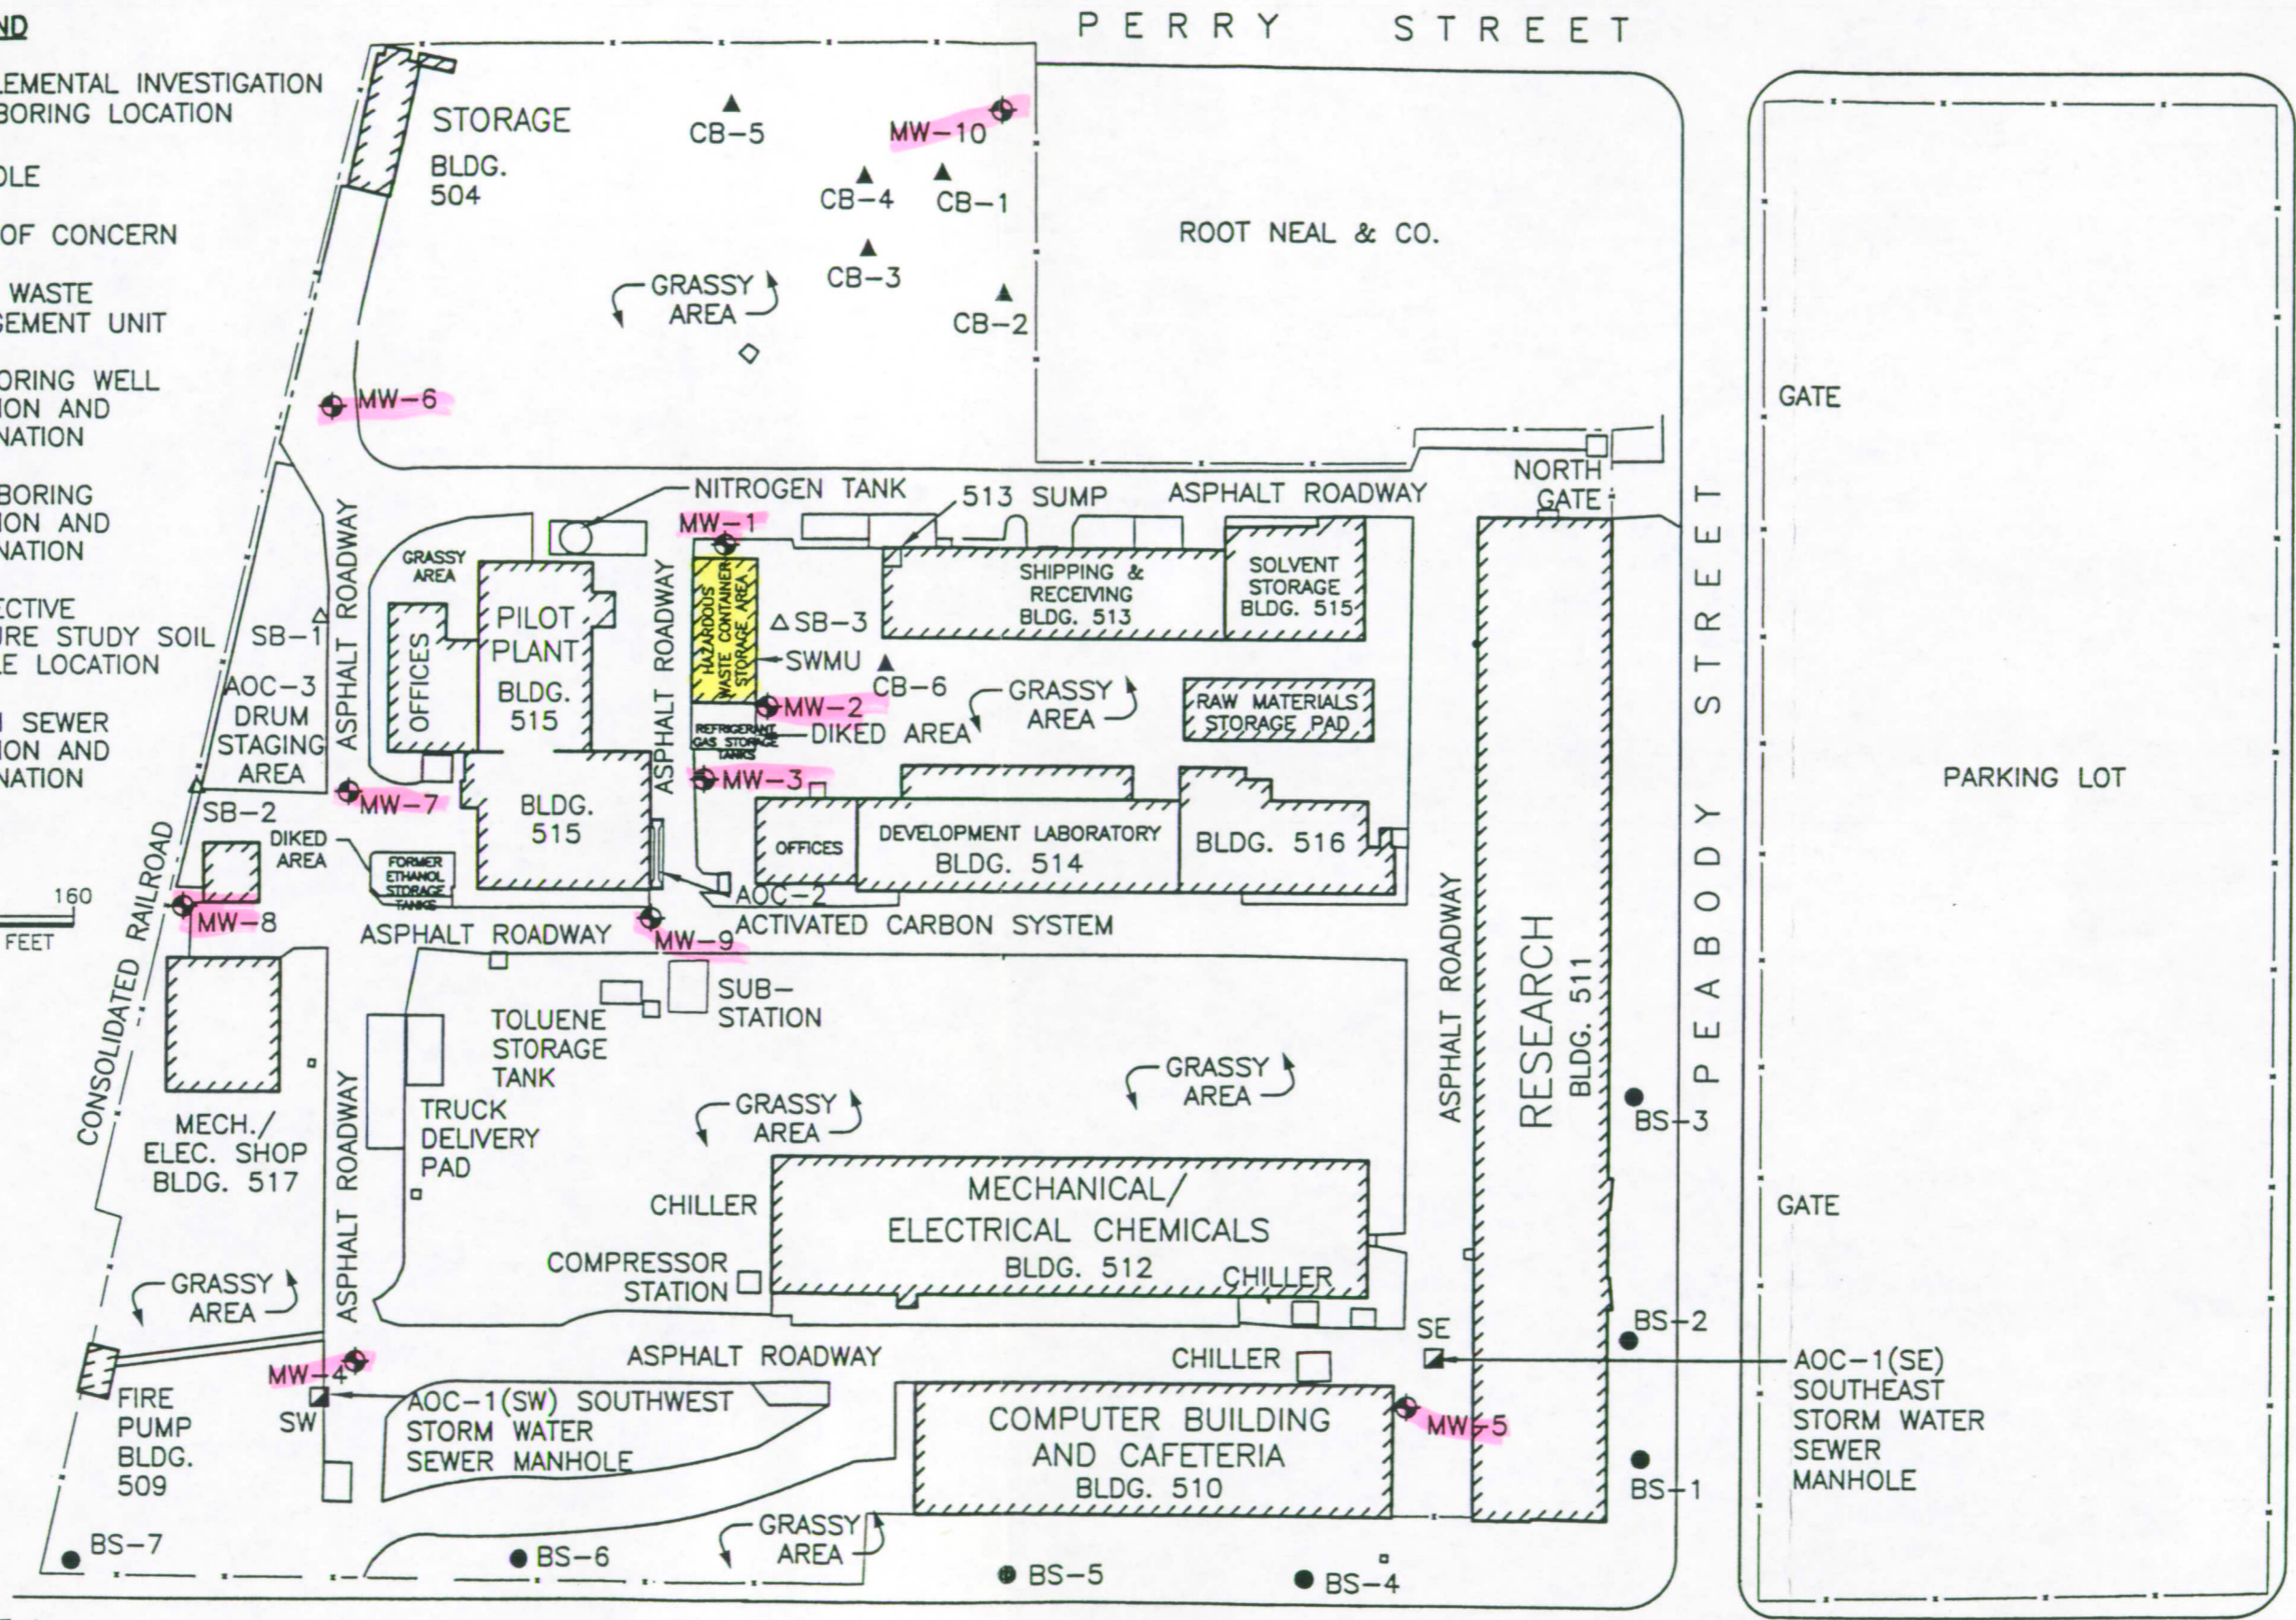 PERRY STREET
ND
LEMENTAL INVESTIGATION
BORING LOCATION
OLE
OF CONCERN
WASTE
GEMENT UNIT
ORING WELL
ION AND
NATION
BORING
ION AND
NATION
ECTIVE
URE STUDY SOIL
LE LOCATION
SEWER
ION AND
NATION
160
FEET
STORAGE
BLDG.
504
CB-5
MW-10
CB-4
CB-1
CB-3
CB-2
GRASSY
AREA
ROOT NEAL & CO.
MW-6
GATE
NORTH
GATE
NITROGEN TANK
513 SUMP
ASPHALT ROADWAY
MW-1
ASPHALT ROADWAY
GRASSY
AREA
OFFICES
PILOT
PLANT
BLDG.
515
ASPHALT ROADWAY
HAZARDOUS
WASTE CONTAINER
STORAGE AREA
SB-3
SWMU
CB-6
SHIPPING &
RECEIVING
BLDG. 513
SOLVENT
STORAGE
BLDG. 515
SB-1
AOC-3
DRUM
STAGING
AREA
SB-2
MW-2
REFRIGERANT
GAS STORAGE
TANKS
DIKED AREA
GRASSY
AREA
RAW MATERIALS
STORAGE PAD
MW-3
MW-7
BLDG.
515
OFFICES
DEVELOPMENT LABORATORY
BLDG. 514
BLDG. 516
PARKING LOT
PEABODY STREET
DIKED
AREA
FORMER
ETHANOL
STORAGE
TANKS
AOC-2
ACTIVATED CARBON SYSTEM
MW-8
MW-9
ASPHALT ROADWAY
CONSOLIDATED RAILROAD
SUB-
STATION
TOLUENE
STORAGE
TANK
ASPHALT ROADWAY
RESEARCH
BLDG. 511
GRASSY
AREA
GRASSY
AREA
BS-3
MECH./
ELEC. SHOP
BLDG. 517
ASPHALT ROADWAY
TRUCK
DELIVERY
PAD
CHILLER
MECHANICAL/
ELECTRICAL CHEMICALS
BLDG. 512
GATE
COMPRESSOR
STATION
CHILLER
GRASSY
AREA
BS-2
SE
ASPHALT ROADWAY
CHILLER
AOC-1(SE)
SOUTHEAST
STORM WATER
SEWER
MANHOLE
MW-4
FIRE
PUMP
BLDG.
509
SW
AOC-1(SW) SOUTHWEST
STORM WATER
SEWER MANHOLE
COMPUTER BUILDING
AND CAFETERIA
BLDG. 510
MW-5
BS-1
GRASSY
AREA
BS-7
BS-6
BS-5
BS-4